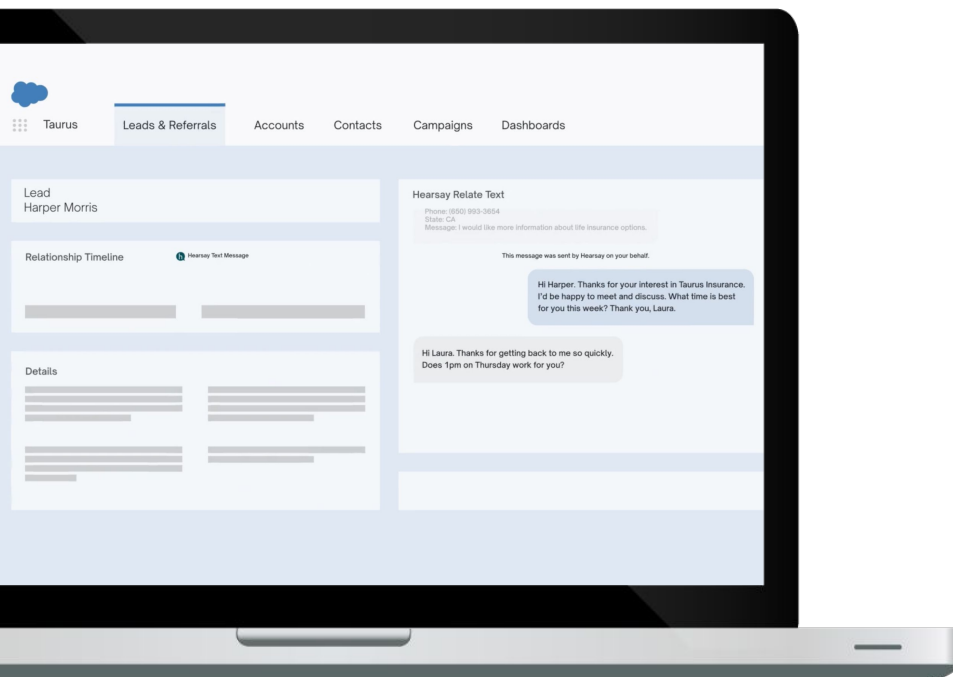 Taurus
Leads & Referrals
Accounts
Contacts
Campaigns
Dashboards
Lead
Harper Morris
Relationship Timeline
h Hearsay Text Message
Details
Hearsay Relate Text
Phone: (650) 993-3654
State: CA
Message: I would like more information about life insurance options.
This message was sent by Hearsay on your behalf.
Hi Harper. Thanks for your interest in Taurus Insurance.
I'd be happy to meet and discuss. What time is best
for you this week? Thank you, Laura.
Hi Laura. Thanks for getting back to me so quickly.
Does 1pm on Thursday work for you?